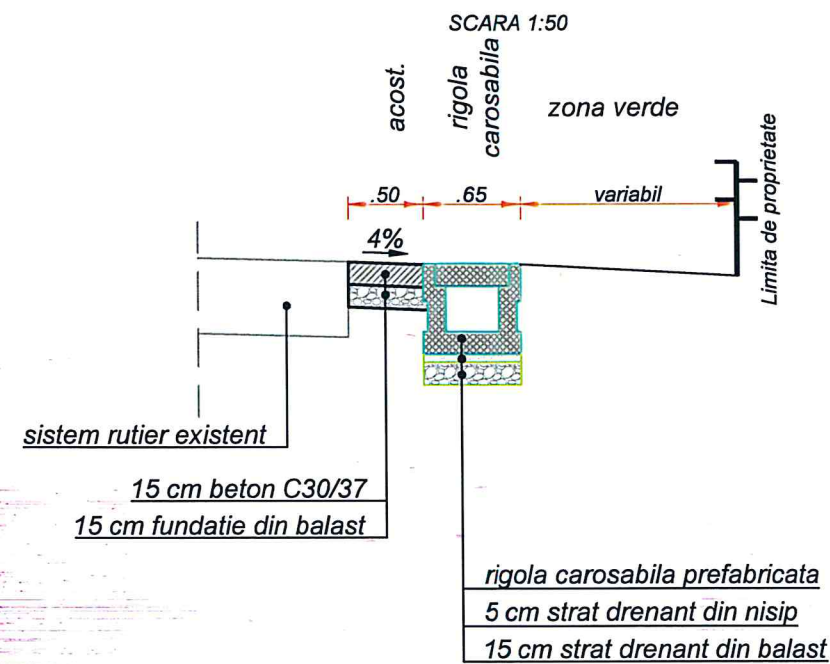 SCARA 1:50
acost.
rigola
carosabila
zona verde
Limita de proprietate
.50
.65
variabil
4%
sistem rutier existent
15 cm beton C30/37
15 cm fundatie din balast
rigola carosabila prefabricata
5 cm strat drenant din nisip
15 cm strat drenant din balast